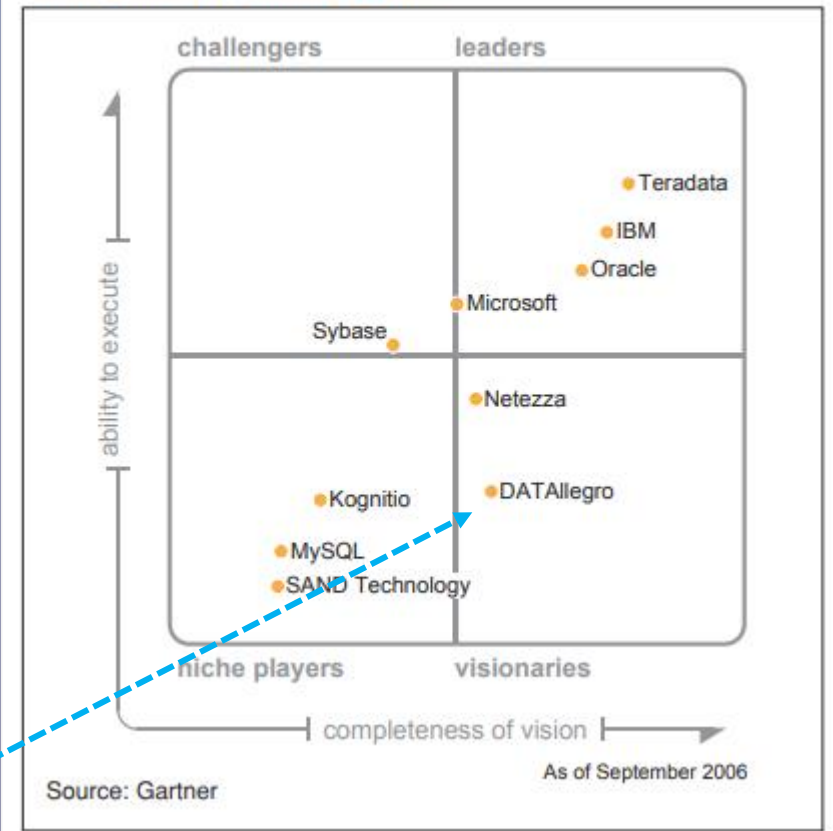 challengers
leaders
Teradata
IBM
Oracle
Microsoft
Sybase
ability to execute
Netezza
DATAllegro
Kognitio
MySQL
SAND Technology
niche players
visionaries
completeness of vision
As of September 2006
Source: Gartner